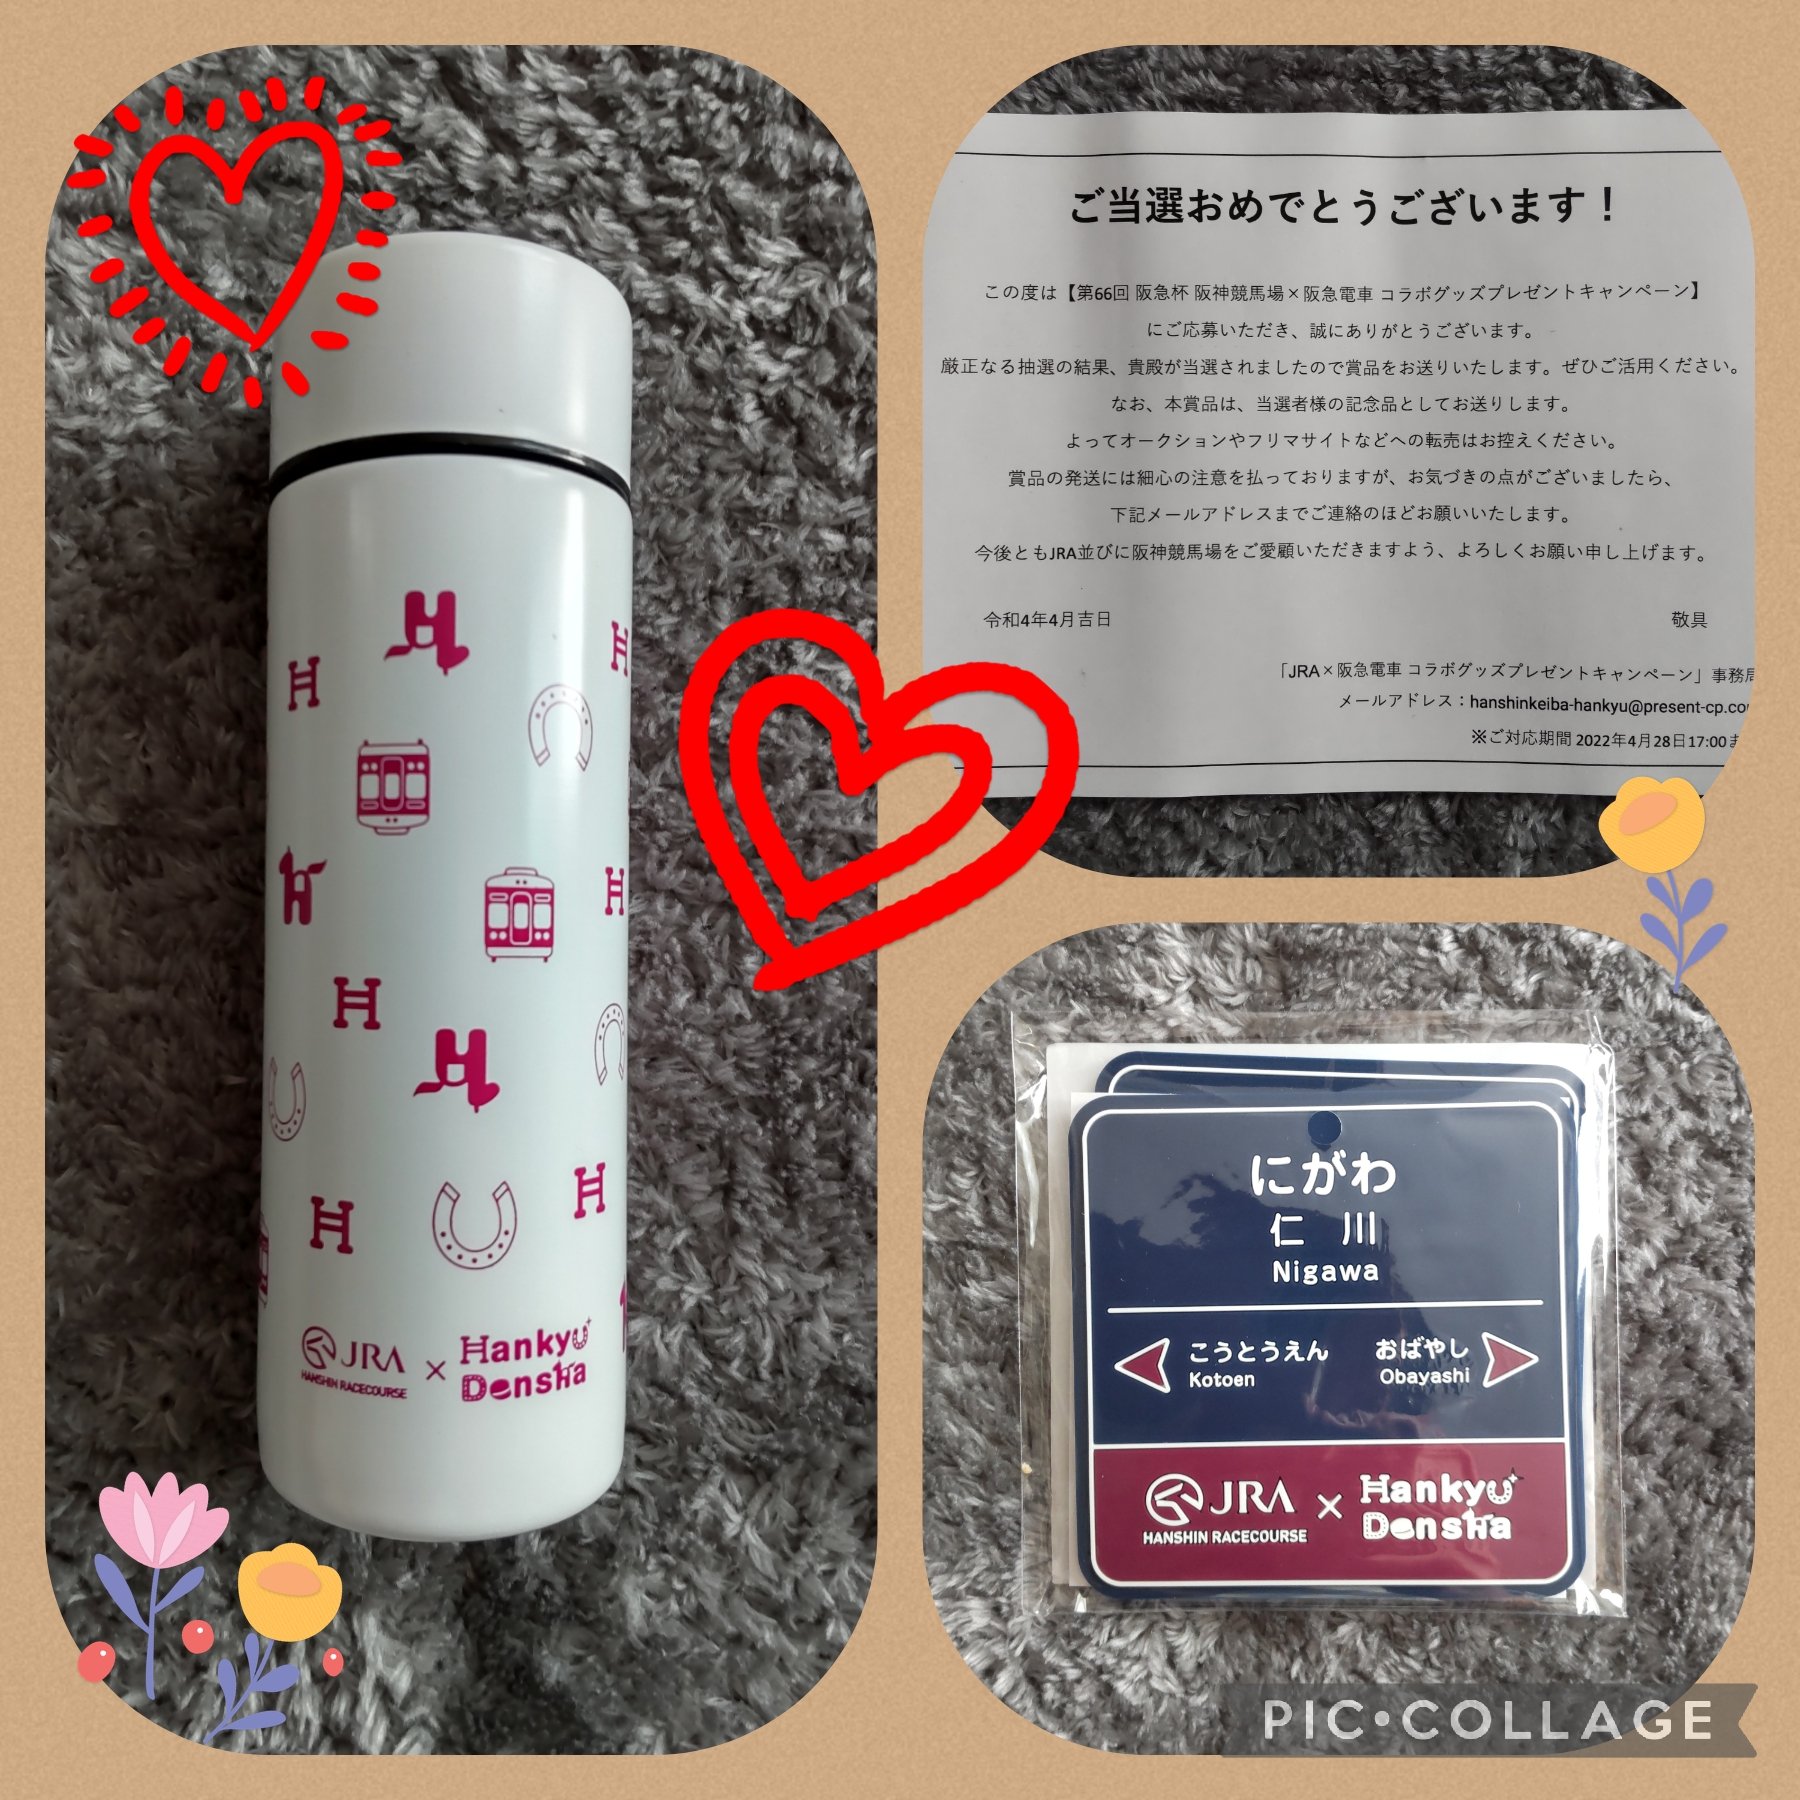 JRA
HANSHIN RACECOURSE
×
Hankyu
Densha
ご当選おめでとうございます！
この度は【第66回 阪急杯 阪神競馬場×阪急電車 コラボグッズプレゼントキャンペーン】
にご応募いただき、誠にありがとうございます。
厳正なる抽選の結果、貴殿が当選されましたので賞品をお送りいたします。ぜひご活用ください。
なお、本賞品は、当選者様の記念品としてお送りします。
よってオークションやフリマサイトなどへの転売はお控えください。
賞品の発送には細心の注意を払っておりますが、お気づきの点がございましたら、
下記メールアドレスまでご連絡のほどお願いいたします。
今後ともJRA並びに阪神競馬場をご愛顧いただきますよう、よろしくお願い申し上げます。
令和4年4月吉日
敬具
「JRA×阪急電車 コラボグッズプレゼントキャンペーン」事務局
メールアドレス：hanshinkeiba-hankyu@present-cp.co
※ご対応期間 2022年4月28日17:00ま
にがわ
仁川
Nigawa
こうとうえん おばやし
Kotoen Obayashi
JRA
HANSHIN RACECOURSE
×
Hankyu
Densha
PIC•COLLAGE